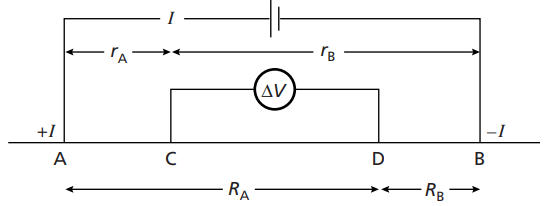 I
rA rB
ΔV
+I -I
A C D B
RA RB